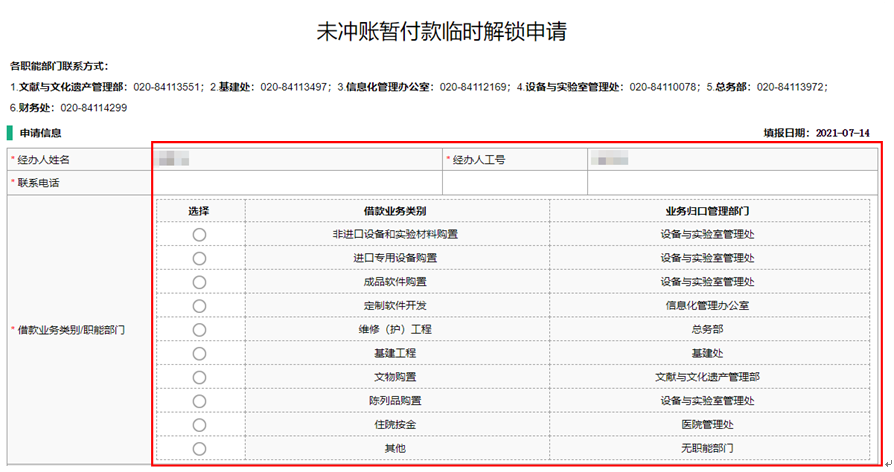 未冲账暂付款临时解锁申请
各职能部门联系方式：
1.文献与文化遗产管理部：020-84113551；2.基建处：020-84113497；3.信息化管理办公室：020-84112169；4.设备与实验室管理处：020-84110078；5.总务部：020-84113972；
6.财务处：020-84114299
申请信息 填报日期：2021-07-14
* 经办人姓名 * 经办人工号
* 联系电话
选择 借款业务类别 业务归口管理部门
非进口设备和实验材料购置 设备与实验室管理处
进口专用设备购置 设备与实验室管理处
成品软件购置 设备与实验室管理处
定制软件开发 信息化管理办公室
* 借款业务类别/职能部门 维修（护）工程 总务部
基建工程 基建处
文物购置 文献与文化遗产管理部
陈列品购置 设备与实验室管理处
住院按金 医院管理处
其他 无职能部门